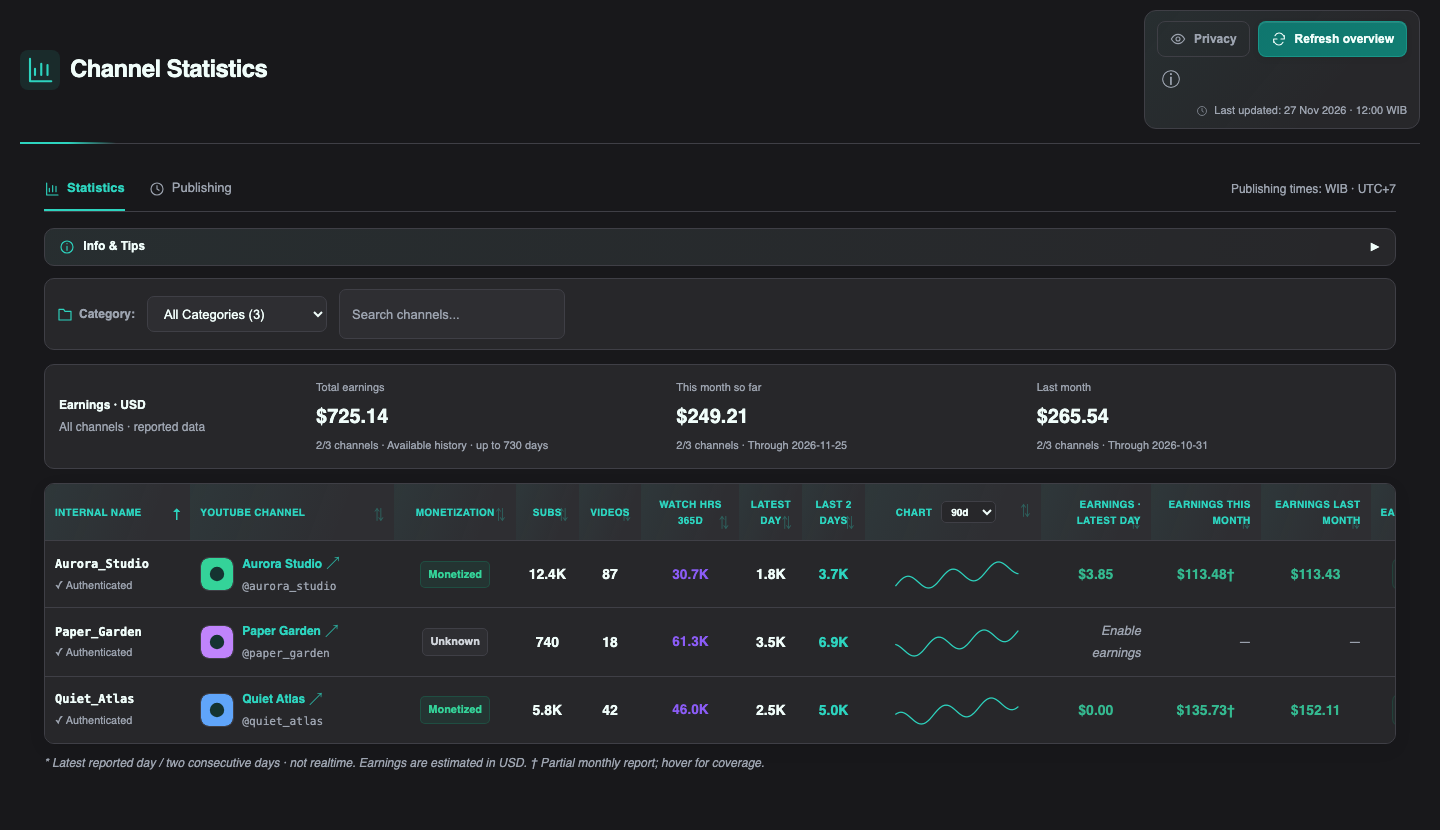 Channel Statistics
Privacy
Refresh overview
Last updated: 27 Nov 2026 · 12:00 WIB
Statistics
Publishing
Publishing times: WIB · UTC+7
Info & Tips
Category:
All Categories (3)
Search channels...
Earnings · USD
All channels · reported data
Total earnings
$725.14
2/3 channels · Available history · up to 730 days
This month so far
$249.21
2/3 channels · Through 2026-11-25
Last month
$265.54
2/3 channels · Through 2026-10-31
INTERNAL NAME ↑ YOUTUBE CHANNEL MONETIZATION SUBS VIDEOS WATCH HRS 365D LATEST DAY LAST 2 DAYS CHART 90d EARNINGS · LATEST DAY EARNINGS THIS MONTH EARNINGS LAST MONTH EA
Aurora_Studio
✓ Authenticated
Aurora Studio ↗
@aurora_studio
Monetized 12.4K 87 30.7K 1.8K 3.7K $3.85 $113.48† $113.43
Paper_Garden
✓ Authenticated
Paper Garden ↗
@paper_garden
Unknown 740 18 61.3K 3.5K 6.9K Enable earnings — —
Quiet_Atlas
✓ Authenticated
Quiet Atlas ↗
@quiet_atlas
Monetized 5.8K 42 46.0K 2.5K 5.0K $0.00 $135.73† $152.11
* Latest reported day / two consecutive days · not realtime. Earnings are estimated in USD. † Partial monthly report; hover for coverage.